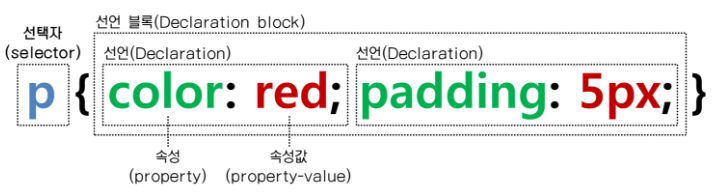 선언 블록(Declaration block)
선택자
(selector)
선언(Declaration)
선언(Declaration)
p { color: red; padding: 5px; }
속성
(property)
속성값
(property-value)